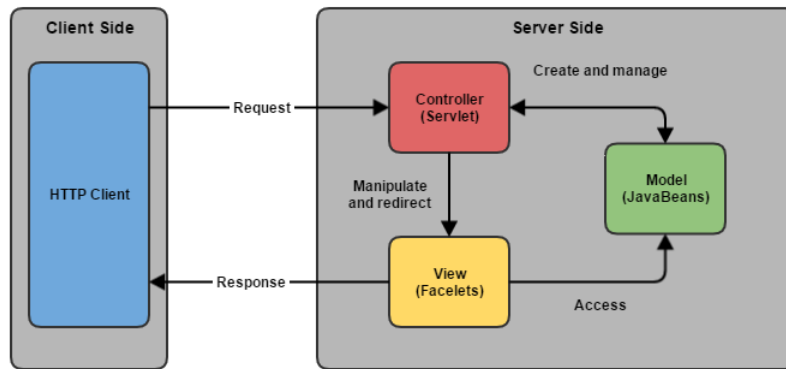 Client Side
Server Side
HTTP Client
Request
Controller
(Servlet)
Create and manage
Model
(JavaBeans)
Manipulate
and redirect
View
(Facelets)
Response
Access